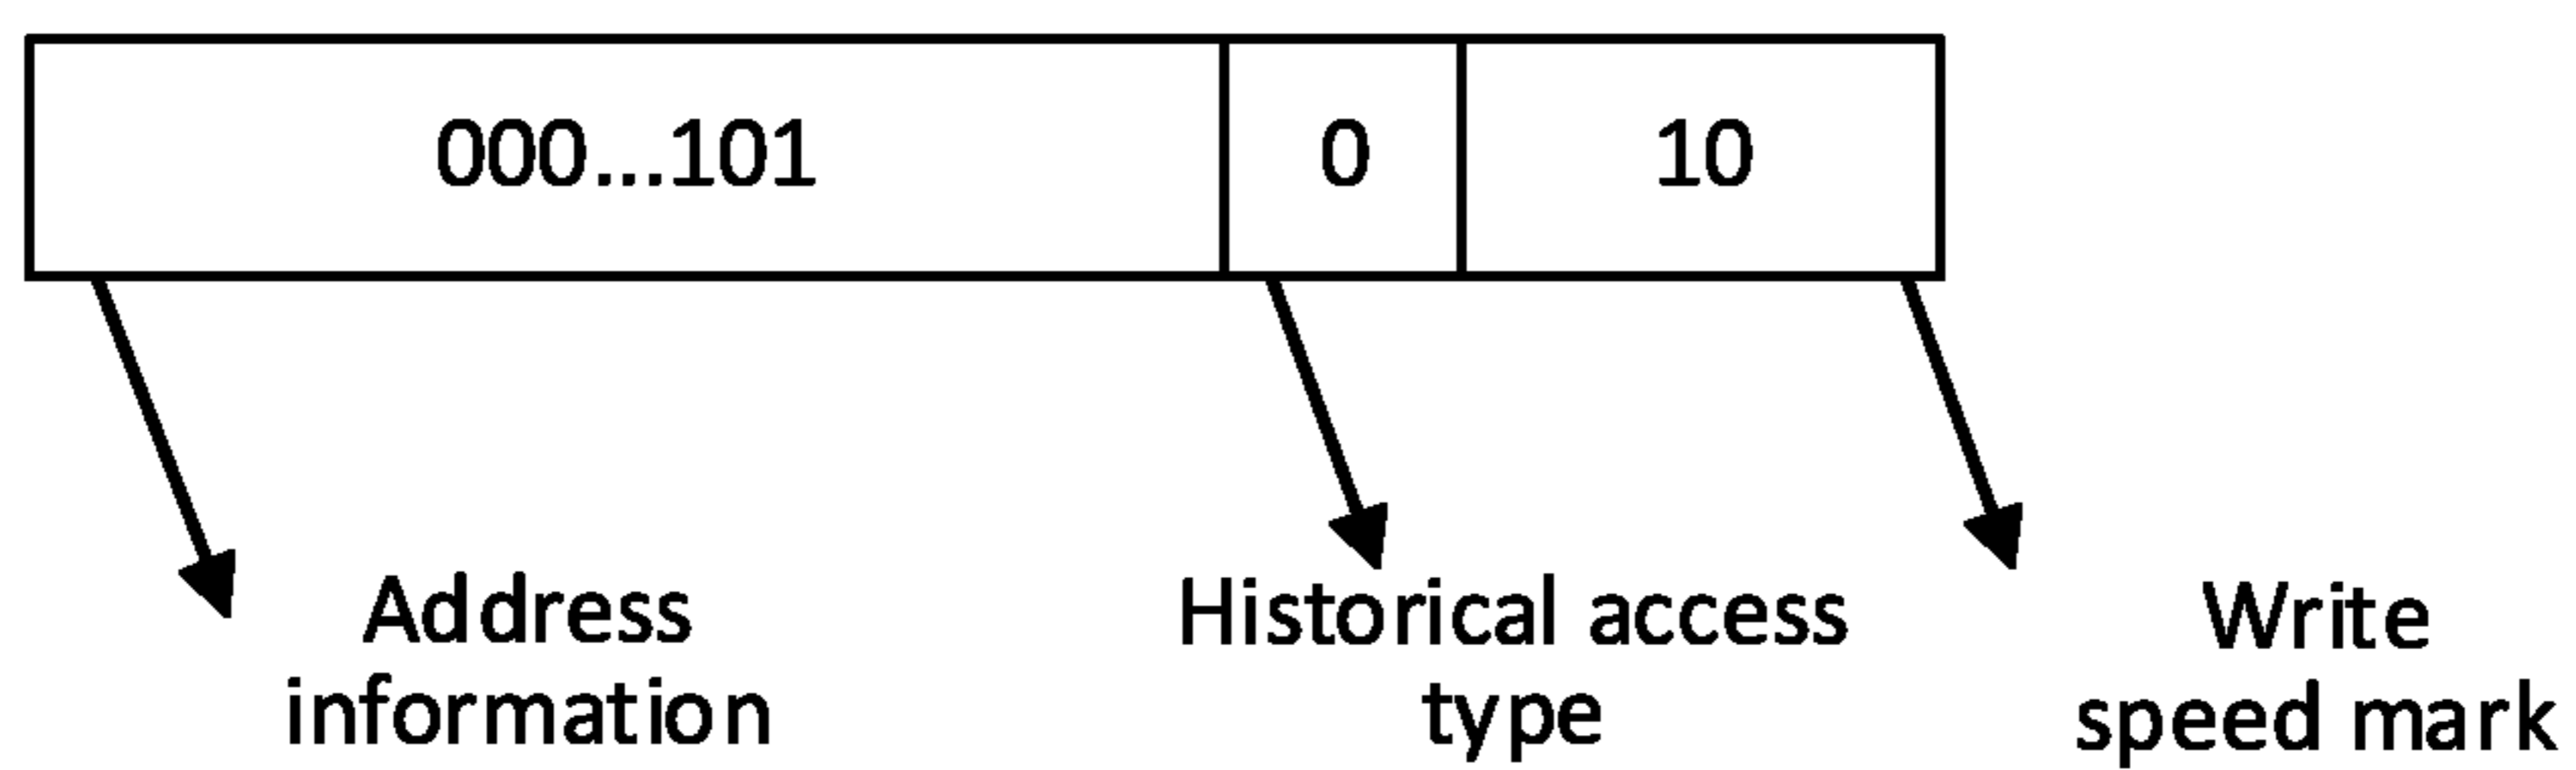 000...101 0 10
Address
information
Historical access
type
Write
speed mark